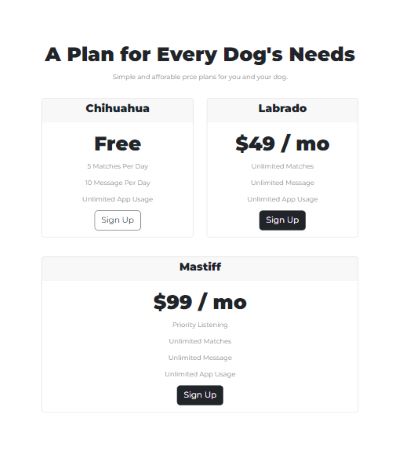 A Plan for Every Dog's Needs
Simple and afforable prce plans for you and your dog.
Chihuahua
Free
5 Matches Per Day
10 Message Per Day
Unlimited App Usage
Sign Up
Labrado
$49 / mo
Unlimited Matches
Unlimited Message
Unlimited App Usage
Sign Up
Mastiff
$99 / mo
Priority Listening
Unlimited Matches
Unlimited Message
Unlimited App Usage
Sign Up